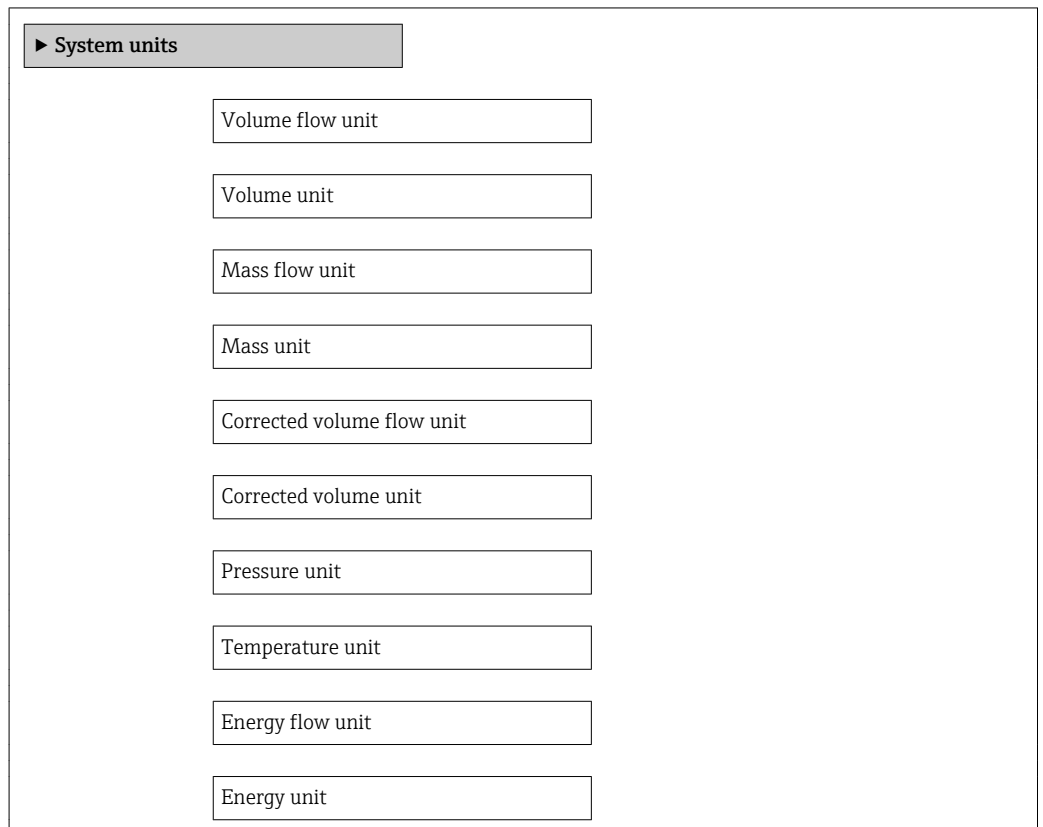 ▶ System units
Volume flow unit
Volume unit
Mass flow unit
Mass unit
Corrected volume flow unit
Corrected volume unit
Pressure unit
Temperature unit
Energy flow unit
Energy unit